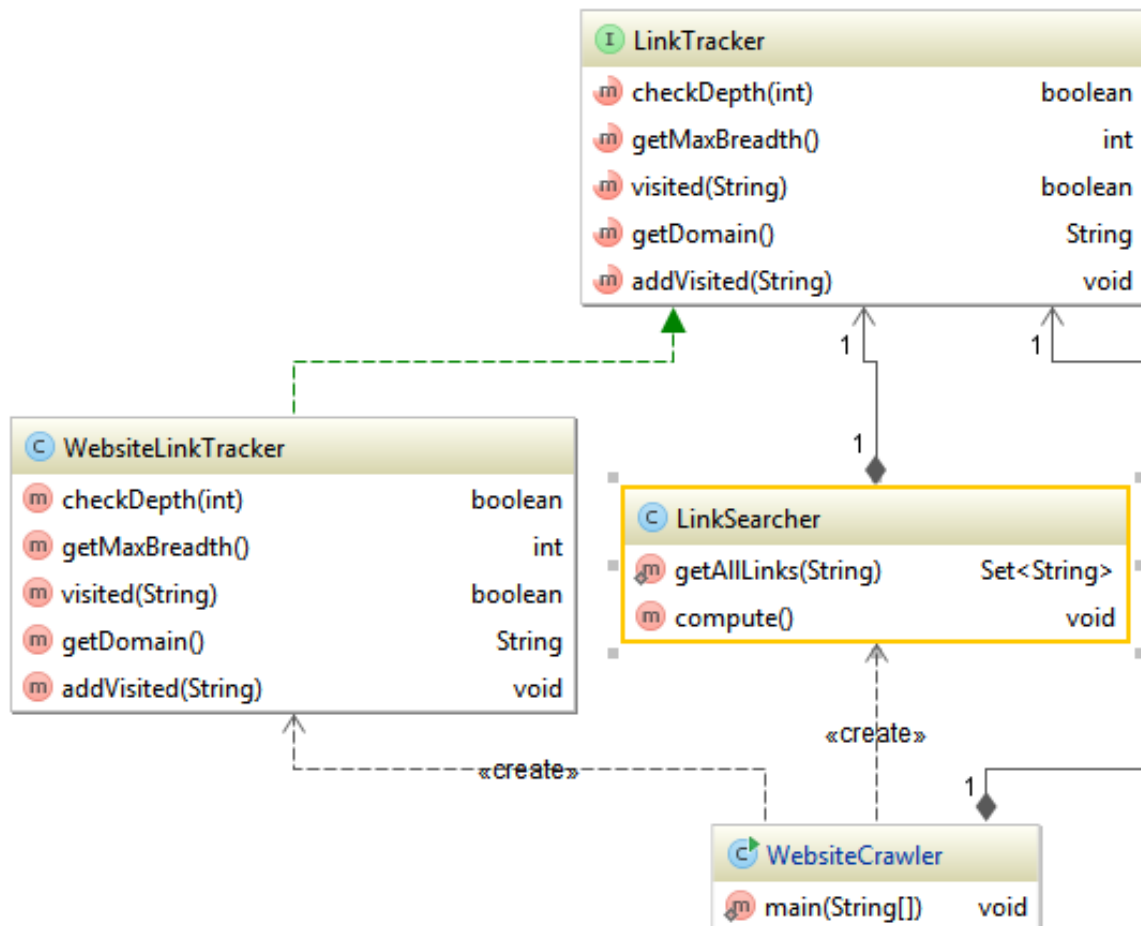 I LinkTracker
m checkDepth(int) boolean
m getMaxBreadth() int
m visited(String) boolean
m getDomain() String
m addVisited(String) void
1 1
1
C WebsiteLinkTracker
m checkDepth(int) boolean
m getMaxBreadth() int
m visited(String) boolean
m getDomain() String
m addVisited(String) void
C LinkSearcher
m getAllLinks(String) Set<String>
m compute() void
«create»
«create»
1
C WebsiteCrawler
m main(String[]) void